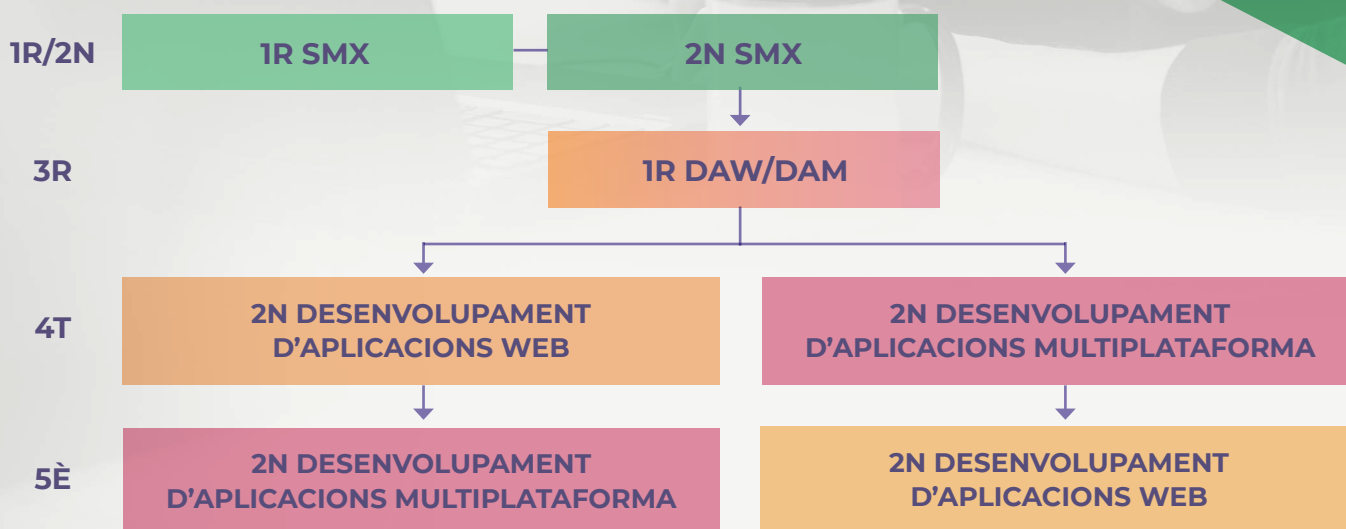 1R/2N
1R SMX
2N SMX
3R
1R DAW/DAM
4T
2N DESENVOLUPAMENT
D’APLICACIONS WEB
2N DESENVOLUPAMENT
D’APLICACIONS MULTIPLATAFORMA
5È
2N DESENVOLUPAMENT
D’APLICACIONS MULTIPLATAFORMA
2N DESENVOLUPAMENT
D’APLICACIONS WEB